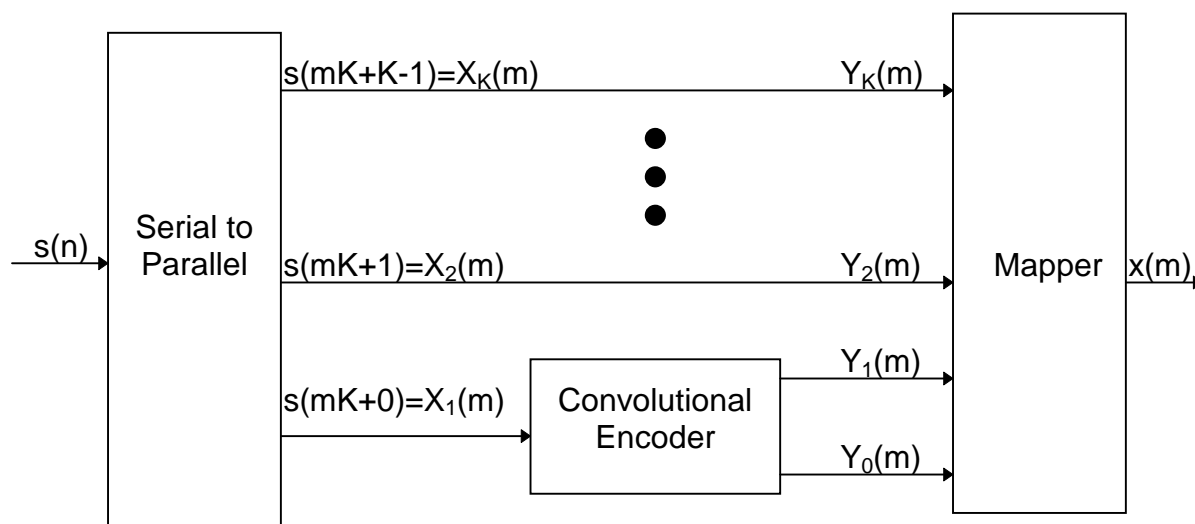 s(mK+K-1)=X_K(m)
Y_K(m)
s(n)
Serial to
Parallel
s(mK+1)=X_2(m)
Y_2(m)
Mapper
x(m)
Y_1(m)
s(mK+0)=X_1(m)
Convolutional
Encoder
Y_0(m)